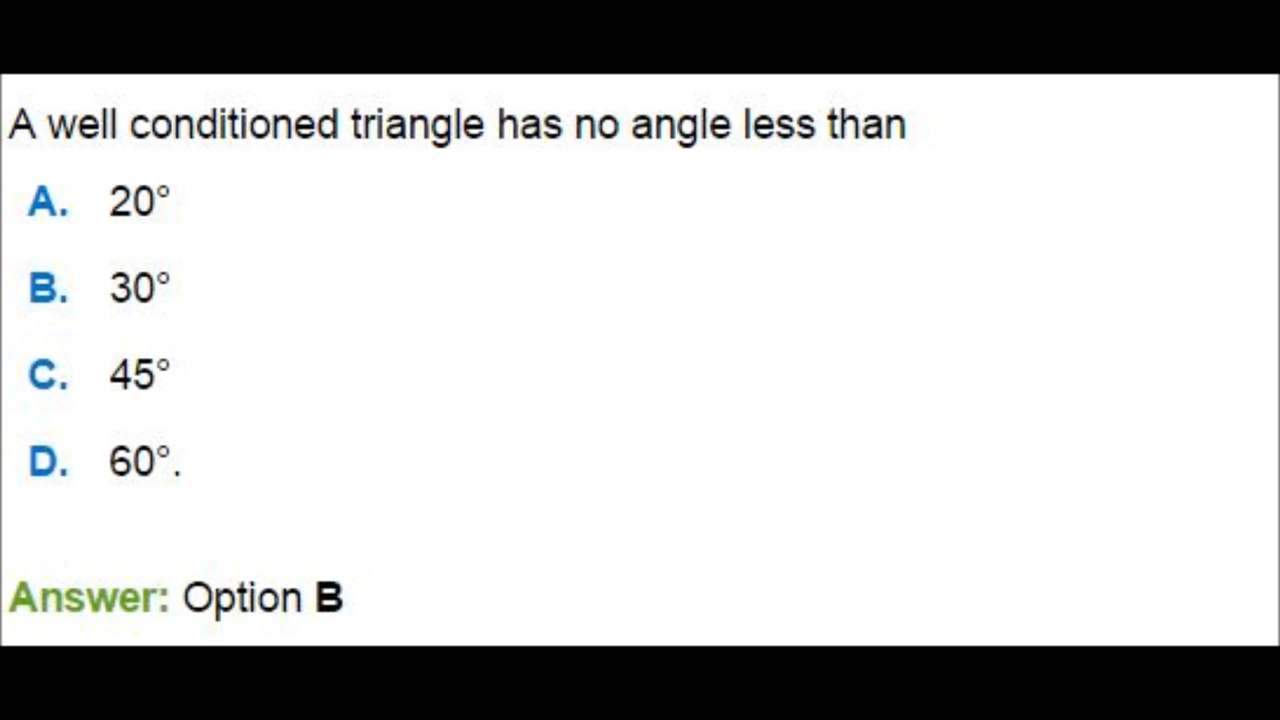 A well conditioned triangle has no angle less than
A. 20°
B. 30°
C. 45°
D. 60°.
Answer: Option B